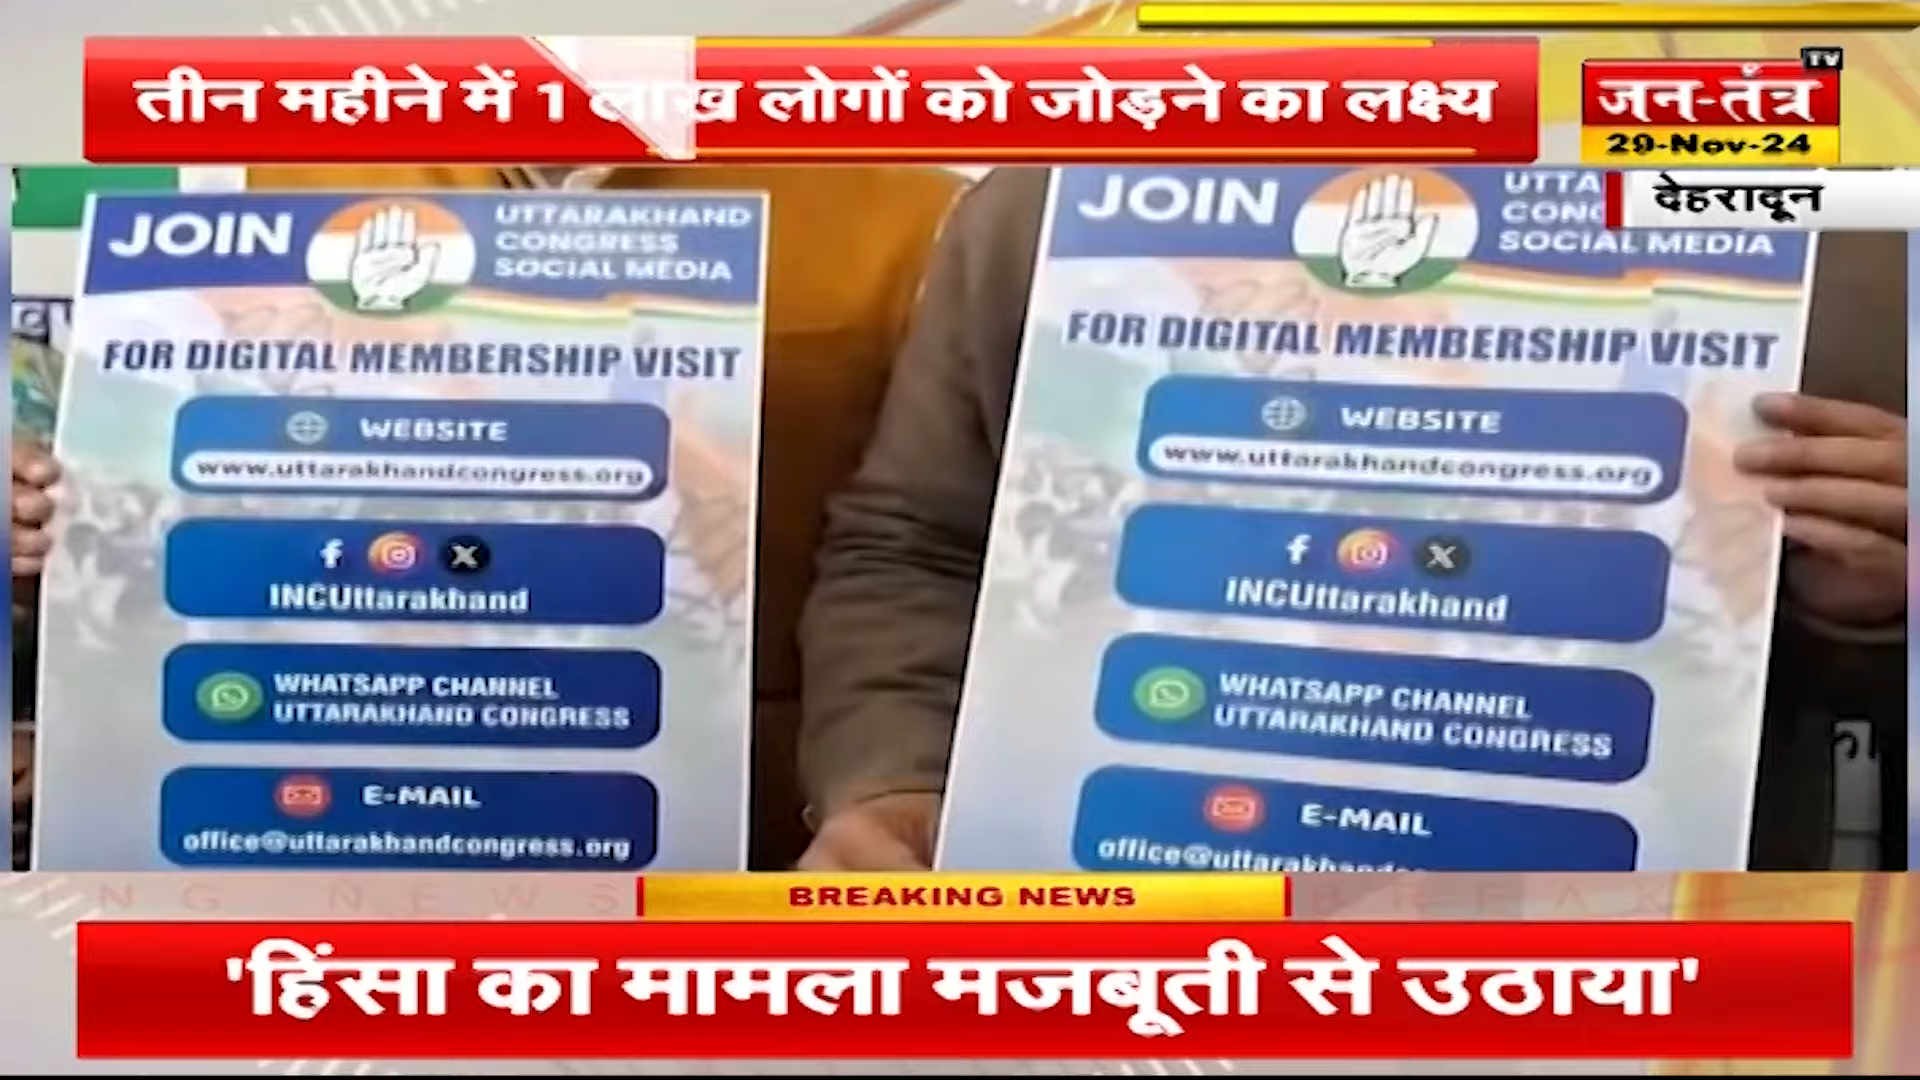 तीन महीने में 1 लाख लोगों को जोड़ने का लक्ष्य
जन-तंत्र TV
29-Nov-24
देहरादून
JOIN
UTTARAKHAND
CONGRESS
SOCIAL MEDIA
FOR DIGITAL MEMBERSHIP VISIT
WEBSITE
www.uttarakhandcongress.org
INCUttarakhand
WHATSAPP CHANNEL
UTTARAKHAND CONGRESS
E-MAIL
office@uttarakhandcongress.org
JOIN
UTTA
CONG
SOCIAL MEDIA
FOR DIGITAL MEMBERSHIP VISIT
WEBSITE
www.uttarakhandcongress.org
INCUttarakhand
WHATSAPP CHANNEL
UTTARAKHAND CONGRESS
E-MAIL
BREAKING NEWS
'हिंसा का मामला मजबूती से उठाया'